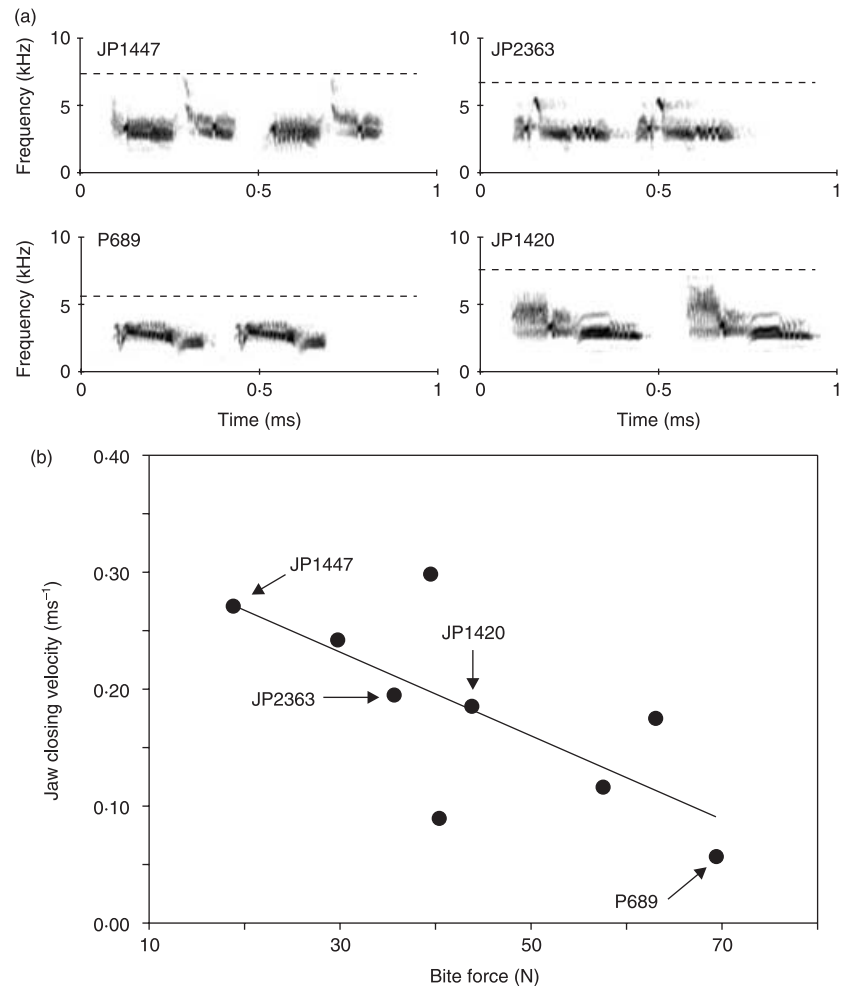 (a)
JP1447
JP2363
Frequency (kHz)
10
5
0
0
0·5
1
10
5
0
0
0·5
1
P689
JP1420
Frequency (kHz)
10
5
0
0
0·5
1
10
5
0
0
0·5
1
Time (ms)
Time (ms)
(b)
Jaw closing velocity (ms⁻¹)
0·40
0·30
0·20
0·10
0·00
JP1447
JP1420
JP2363
P689
10
30
50
70
Bite force (N)